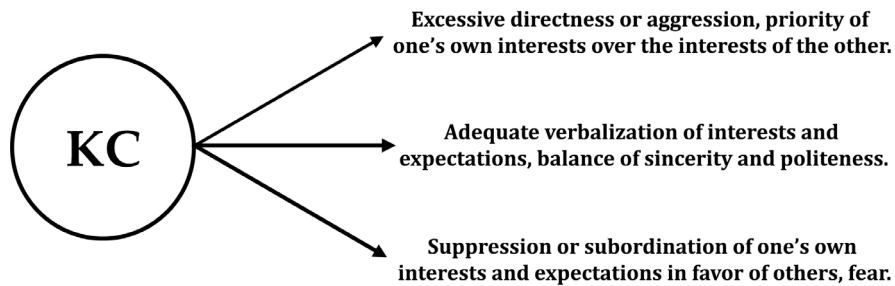 KC
Excessive directness or aggression, priority of
one's own interests over the interests of the other.
Adequate verbalization of interests and
expectations, balance of sincerity and politeness.
Suppression or subordination of one's own
interests and expectations in favor of others, fear.